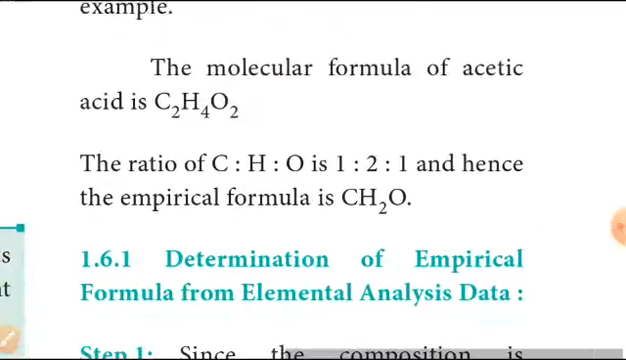 example.
The molecular formula of acetic
acid is C₂H₄O₂
The ratio of C : H : O is 1 : 2 : 1 and hence
the empirical formula is CH₂O.
1.6.1 Determination of Empirical
Formula from Elemental Analysis Data :
Step 1: Since the composition is